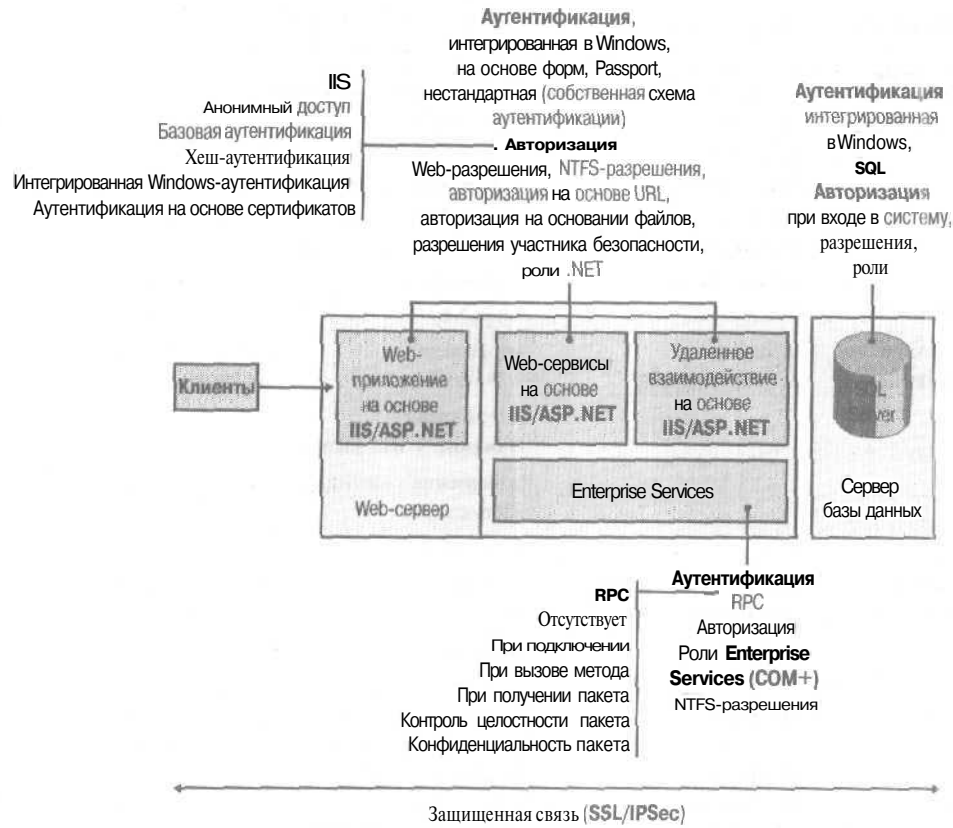 Аутентификация,
интегрированная в Windows,
на основе форм, Passport,
нестандартная (собственная схема
аутентификации)
. Авторизация
Web-разрешения, NTFS-разрешения,
авторизация на основе URL,
авторизация на основании файлов,
разрешения участника безопасности,
роли .NET
IIS
Анонимный доступ
Базовая аутентификация
Хеш-аутентификация
Интегрированная Windows-аутентификация
Аутентификация на основе сертификатов
Аутентификация
интегрированная
в Windows,
SQL
Авторизация
при входе в систему,
разрешения,
роли
Клиенты
Web-
приложение
на основе
IIS/ASP.NET
Web-сервер
Web-сервисы
на основе
IIS/ASP.NET
Удаленное
взаимодействие
на основе
IIS/ASP.NET
Enterprise Services
SQL
Server
Сервер
базы данных
RPC
Отсутствует
При подключении
При вызове метода
При получении пакета
Контроль целостности пакета
Конфиденциальность пакета
Аутентификация
RPC
Авторизация
Роли Enterprise
Services (COM+)
NTFS-разрешения
Защищенная связь (SSL/IPSec)